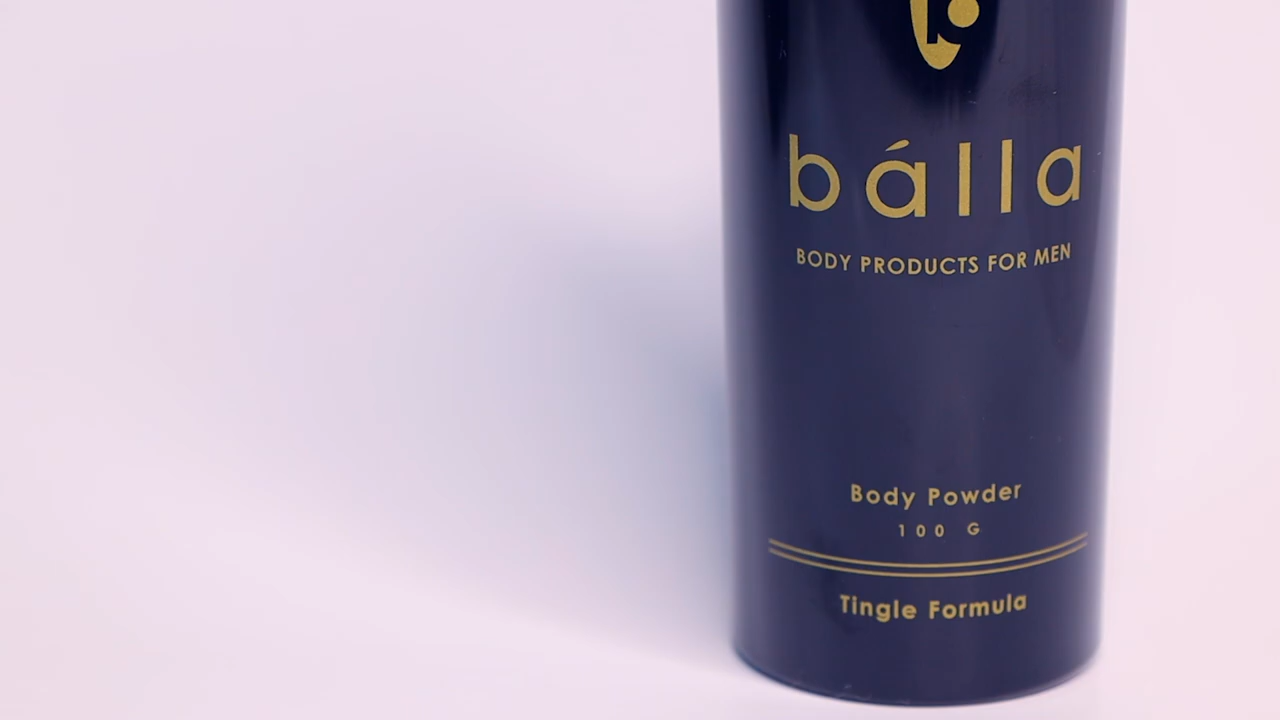 bálla
BODY PRODUCTS FOR MEN
Body Powder
100 G
Tingle Formula